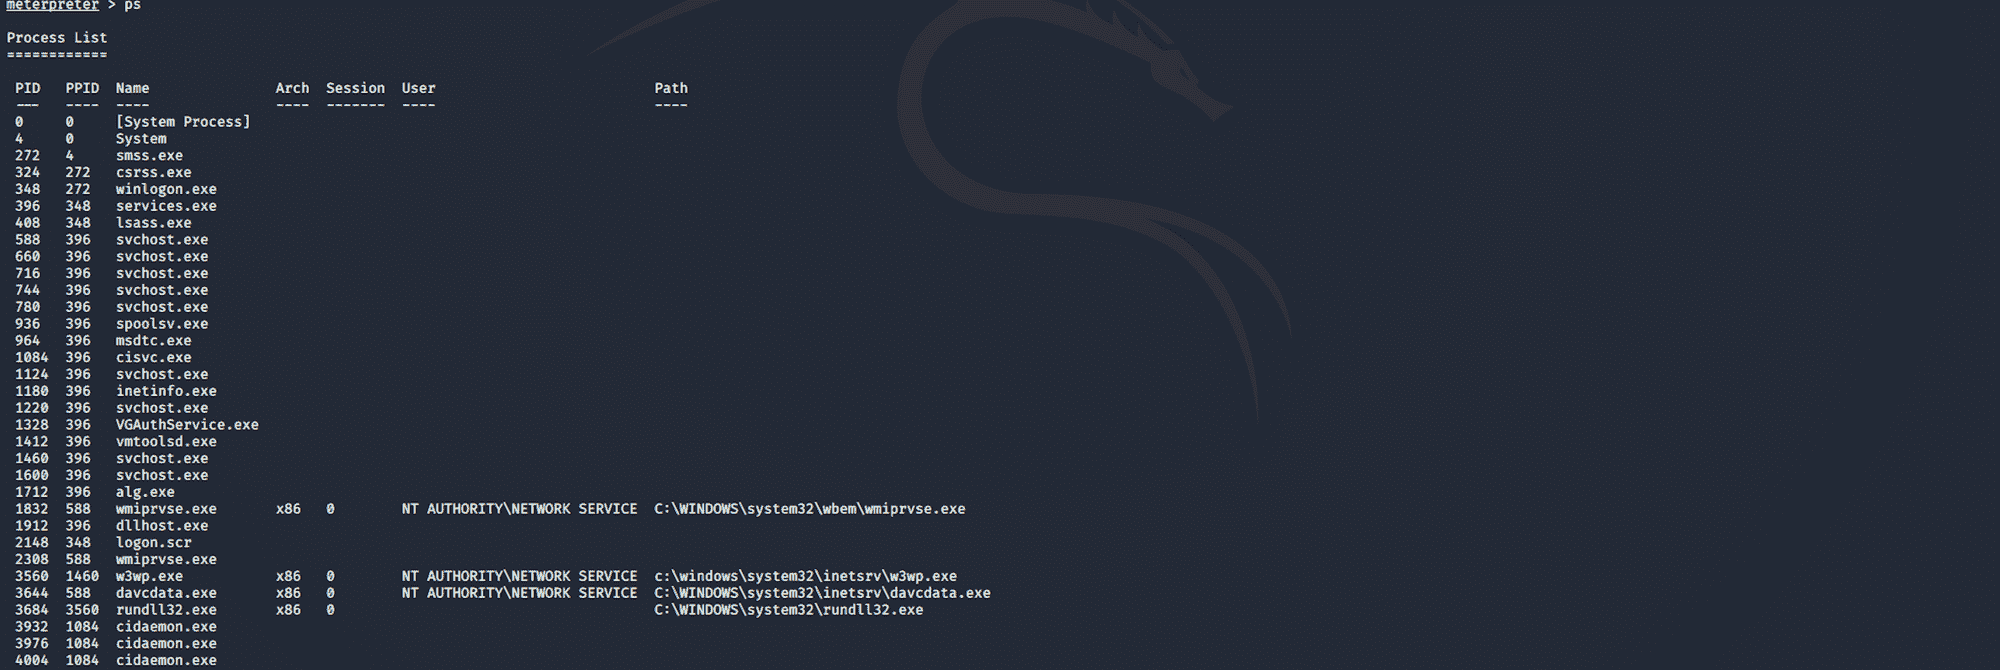 meterpreter > ps
Process List
============
PID PPID Name Arch Session User Path
--- ---- ---- ---- ------- ---- ----
0 0 [System Process]
4 0 System
272 4 smss.exe
324 272 csrss.exe
348 272 winlogon.exe
396 348 services.exe
408 348 lsass.exe
588 396 svchost.exe
660 396 svchost.exe
716 396 svchost.exe
744 396 svchost.exe
780 396 svchost.exe
936 396 spoolsv.exe
964 396 msdtc.exe
1084 396 cisvc.exe
1124 396 svchost.exe
1180 396 inetinfo.exe
1220 396 svchost.exe
1328 396 VGAuthService.exe
1412 396 vmtoolsd.exe
1460 396 svchost.exe
1600 396 svchost.exe
1712 396 alg.exe
1832 588 wmiprvse.exe x86 0 NT AUTHORITY\NETWORK SERVICE C:\WINDOWS\system32\wbem\wmiprvse.exe
1912 396 dllhost.exe
2148 348 logon.scr
2308 588 wmiprvse.exe
3560 1460 w3wp.exe x86 0 NT AUTHORITY\NETWORK SERVICE c:\windows\system32\inetsrv\w3wp.exe
3644 588 davcdata.exe x86 0 NT AUTHORITY\NETWORK SERVICE C:\WINDOWS\system32\inetsrv\davcdata.exe
3684 3560 rundll32.exe x86 0 C:\WINDOWS\system32\rundll32.exe
3932 1084 cidaemon.exe
3976 1084 cidaemon.exe
4004 1084 cidaemon.exe